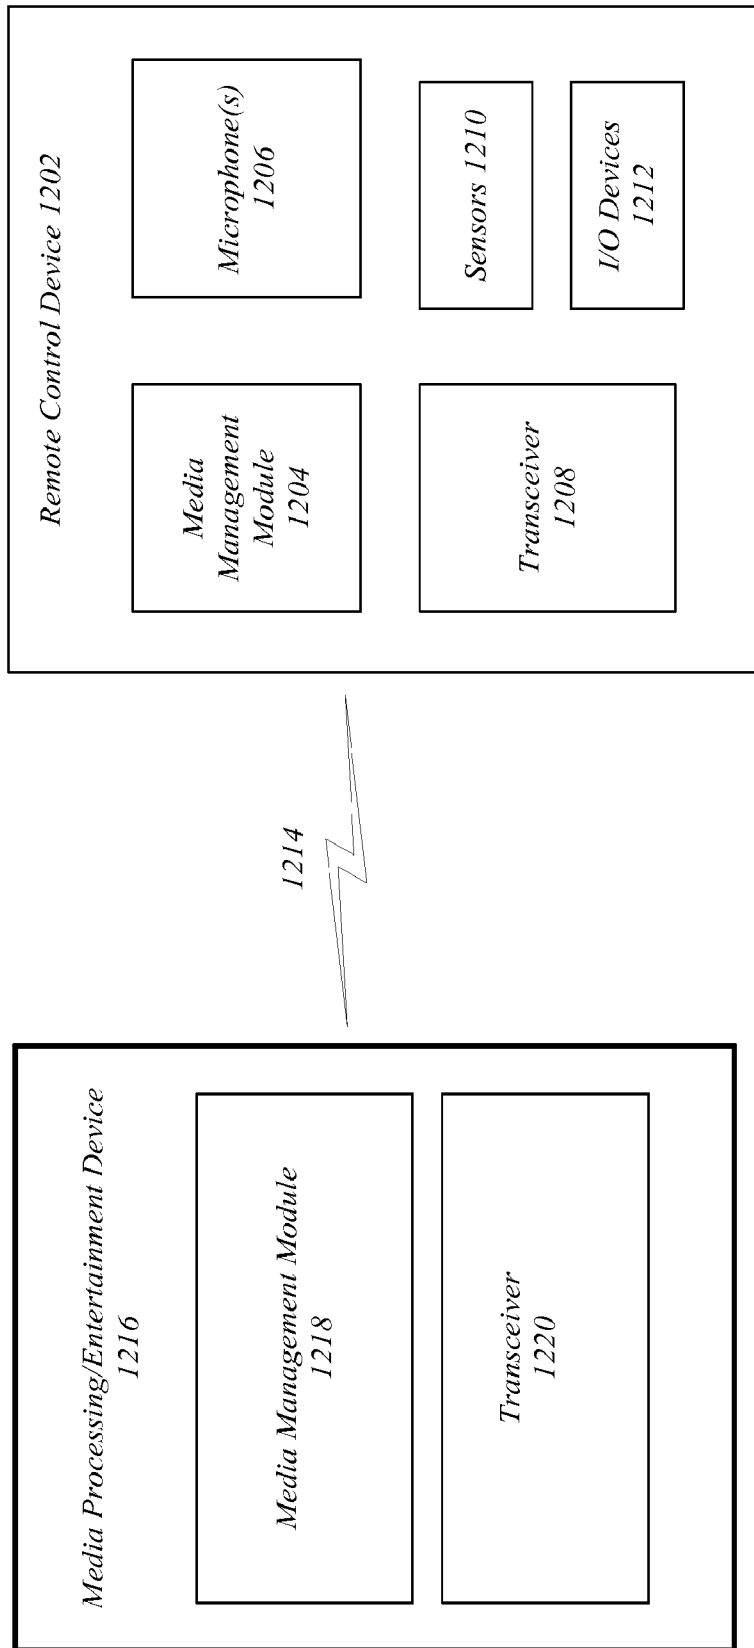 Media Processing/Entertainment Device
1216
Media Management Module
1218
Transceiver
1220
1214
Remote Control Device 1202
Media
Management
Module
1204
Microphone(s)
1206
Transceiver
1208
Sensors 1210
I/O Devices
1212